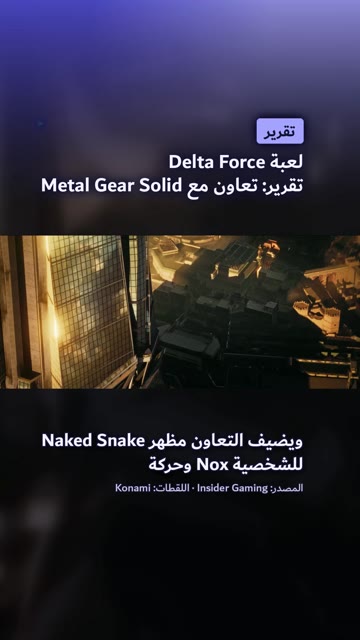 تقرير
لعبة Delta Force
تقرير: تعاون مع Metal Gear Solid
ويضيف التعاون مظهر Naked Snake
للشخصية Nox وحركة
المصدر: Insider Gaming · اللقطات: Konami